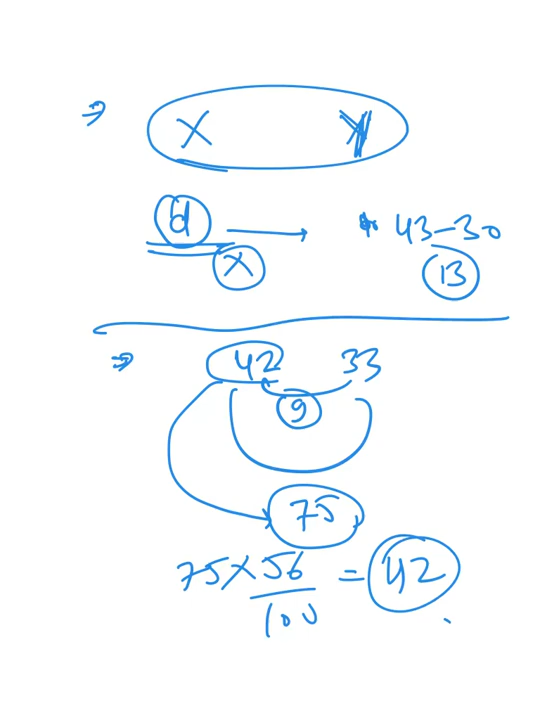 ⇒ X Y
d → 43-30
x 13
⇒ 42 33
9
75
75 × 56 / 100 = 42